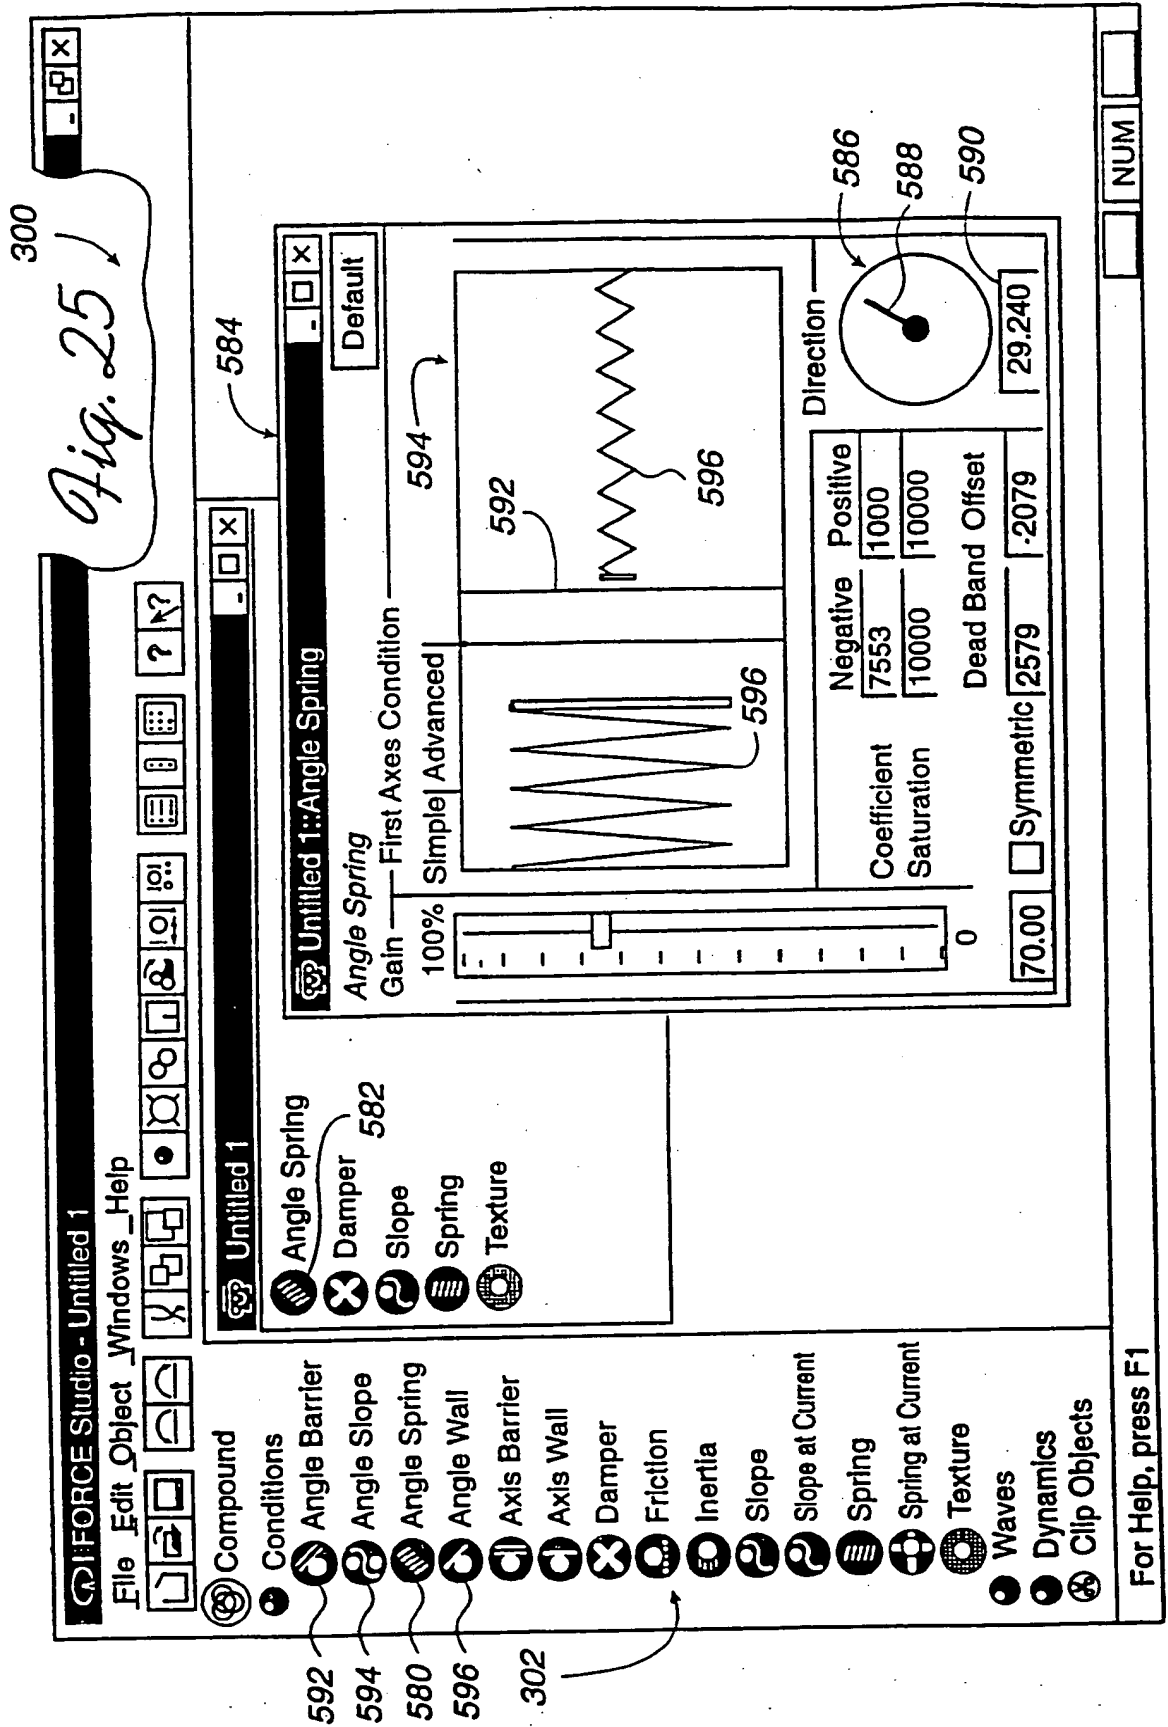 Fig. 25
300
I FORCE Studio - Untitled 1
File Edit Object Windows Help
? ?
Compound
Conditions
Angle Barrier
Angle Slope
Angle Spring
Angle Wall
Axis Barrier
Axis Wall
Damper
Friction
Inertia
Slope
Slope at Current
Spring
Spring at Current
Texture
Waves
Dynamics
Clip Objects
592
594
580
596
302
Untitled 1
Angle Spring
Damper
Slope
Spring
Texture
582
584
Untitled 1::Angle Spring
Angle Spring
Default
Gain
First Axes Condition
100%
Simple Advanced
594
592
596
596
0
70.00
Direction
Negative Positive
Coefficient 7553 1000
Saturation 10000 10000
Dead Band Offset
Symmetric 2579 -2079
29.240
586
588
590
For Help, press F1
NUM